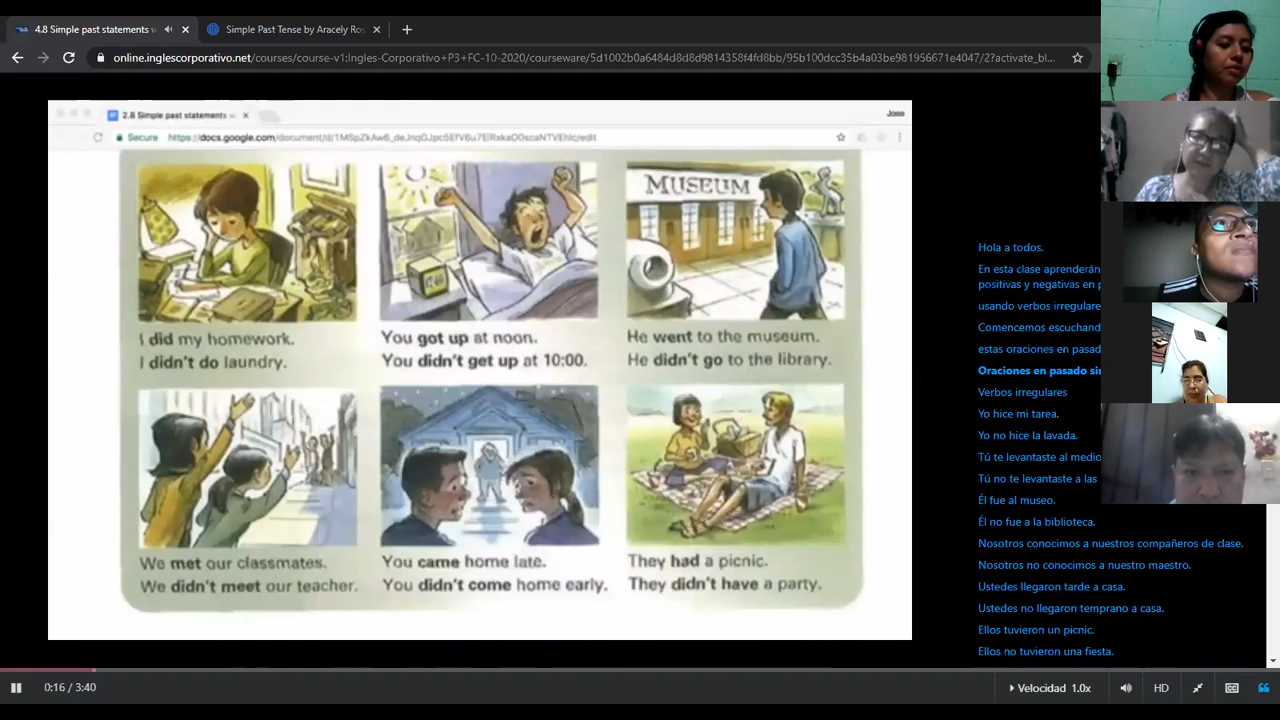 4.8 Simple past statements
Simple Past Tense by Aracely Ros
online.inglescorporativo.net/courses/course-v1:Ingles-Corporativo+P3+FC-10-2020/courseware/5d1002b0a6484d8d8d9814358f4fd8bb/95b100dcc35b4a03be981956671e4047/2?activate_bl...
2.8 Simple past statements
Jose
Secure
MUSEUM
I did my homework.
I didn't do laundry.
You got up at noon.
You didn't get up at 10:00.
He went to the museum.
He didn't go to the library.
We met our classmates.
We didn't meet our teacher.
You came home late.
You didn't come home early.
They had a picnic.
They didn't have a party.
Hola a todos.
En esta clase aprenderán
positivas y negativas en
usando verbos irregulare
Comencemos escuchand
estas oraciones en pasad
Oraciones en pasado sin
Verbos irregulares
Yo hice mi tarea.
Yo no hice la lavada.
Tú te levantaste al medio
Tú no te levantaste a las
Él fue al museo.
Él no fue a la biblioteca.
Nosotros conocimos a nuestros compañeros de clase.
Nosotros no conocimos a nuestro maestro.
Ustedes llegaron tarde a casa.
Ustedes no llegaron temprano a casa.
Ellos tuvieron un picnic.
Ellos no tuvieron una fiesta.
0:16 / 3:40
Velocidad 1.0x
HD